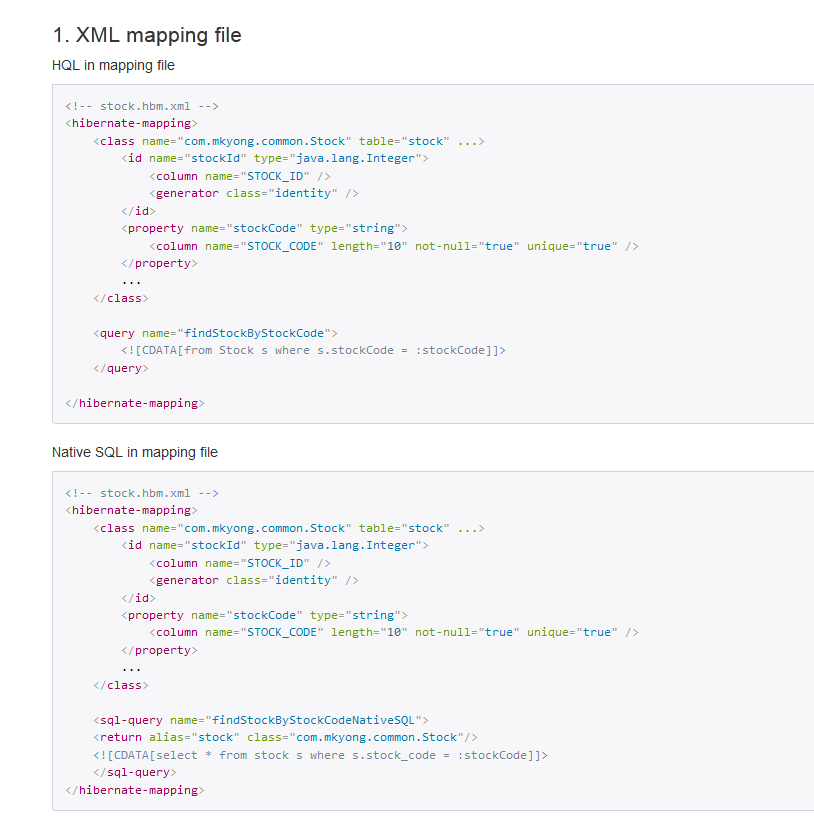 1. XML mapping file
HQL in mapping file
<!-- stock.hbm.xml -->
<hibernate-mapping>
    <class name="com.mkyong.common.Stock" table="stock" ...>
        <id name="stockId" type="java.lang.Integer">
            <column name="STOCK_ID" />
            <generator class="identity" />
        </id>
        <property name="stockCode" type="string">
            <column name="STOCK_CODE" length="10" not-null="true" unique="true" />
        </property>
        ...
    </class>

    <query name="findStockByStockCode">
        <![CDATA[from Stock s where s.stockCode = :stockCode]]>
    </query>

</hibernate-mapping>
Native SQL in mapping file
<!-- stock.hbm.xml -->
<hibernate-mapping>
    <class name="com.mkyong.common.Stock" table="stock" ...>
        <id name="stockId" type="java.lang.Integer">
            <column name="STOCK_ID" />
            <generator class="identity" />
        </id>
        <property name="stockCode" type="string">
            <column name="STOCK_CODE" length="10" not-null="true" unique="true" />
        </property>
        ...
    </class>

    <sql-query name="findStockByStockCodeNativeSQL">
    <return alias="stock" class="com.mkyong.common.Stock"/>
    <![CDATA[select * from stock s where s.stock_code = :stockCode]]>
    </sql-query>
</hibernate-mapping>